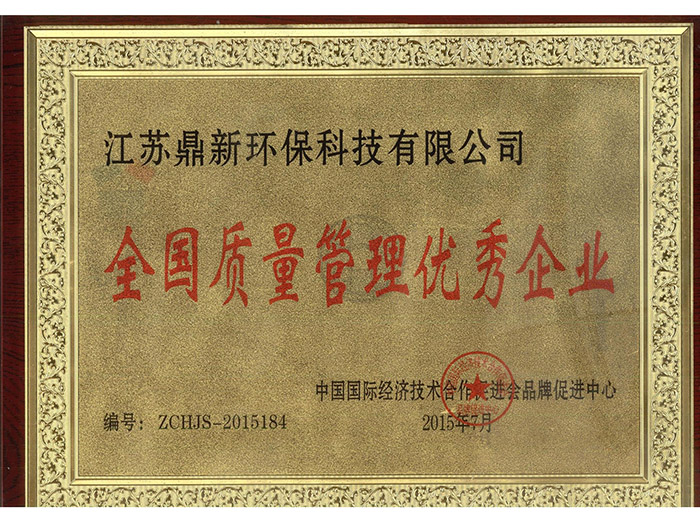 江苏鼎新环保科技有限公司
全国质量管理优秀企业
中国国际经济技术合作促进会品牌促进中心
编号：ZCHJS-2015184
2015年7月